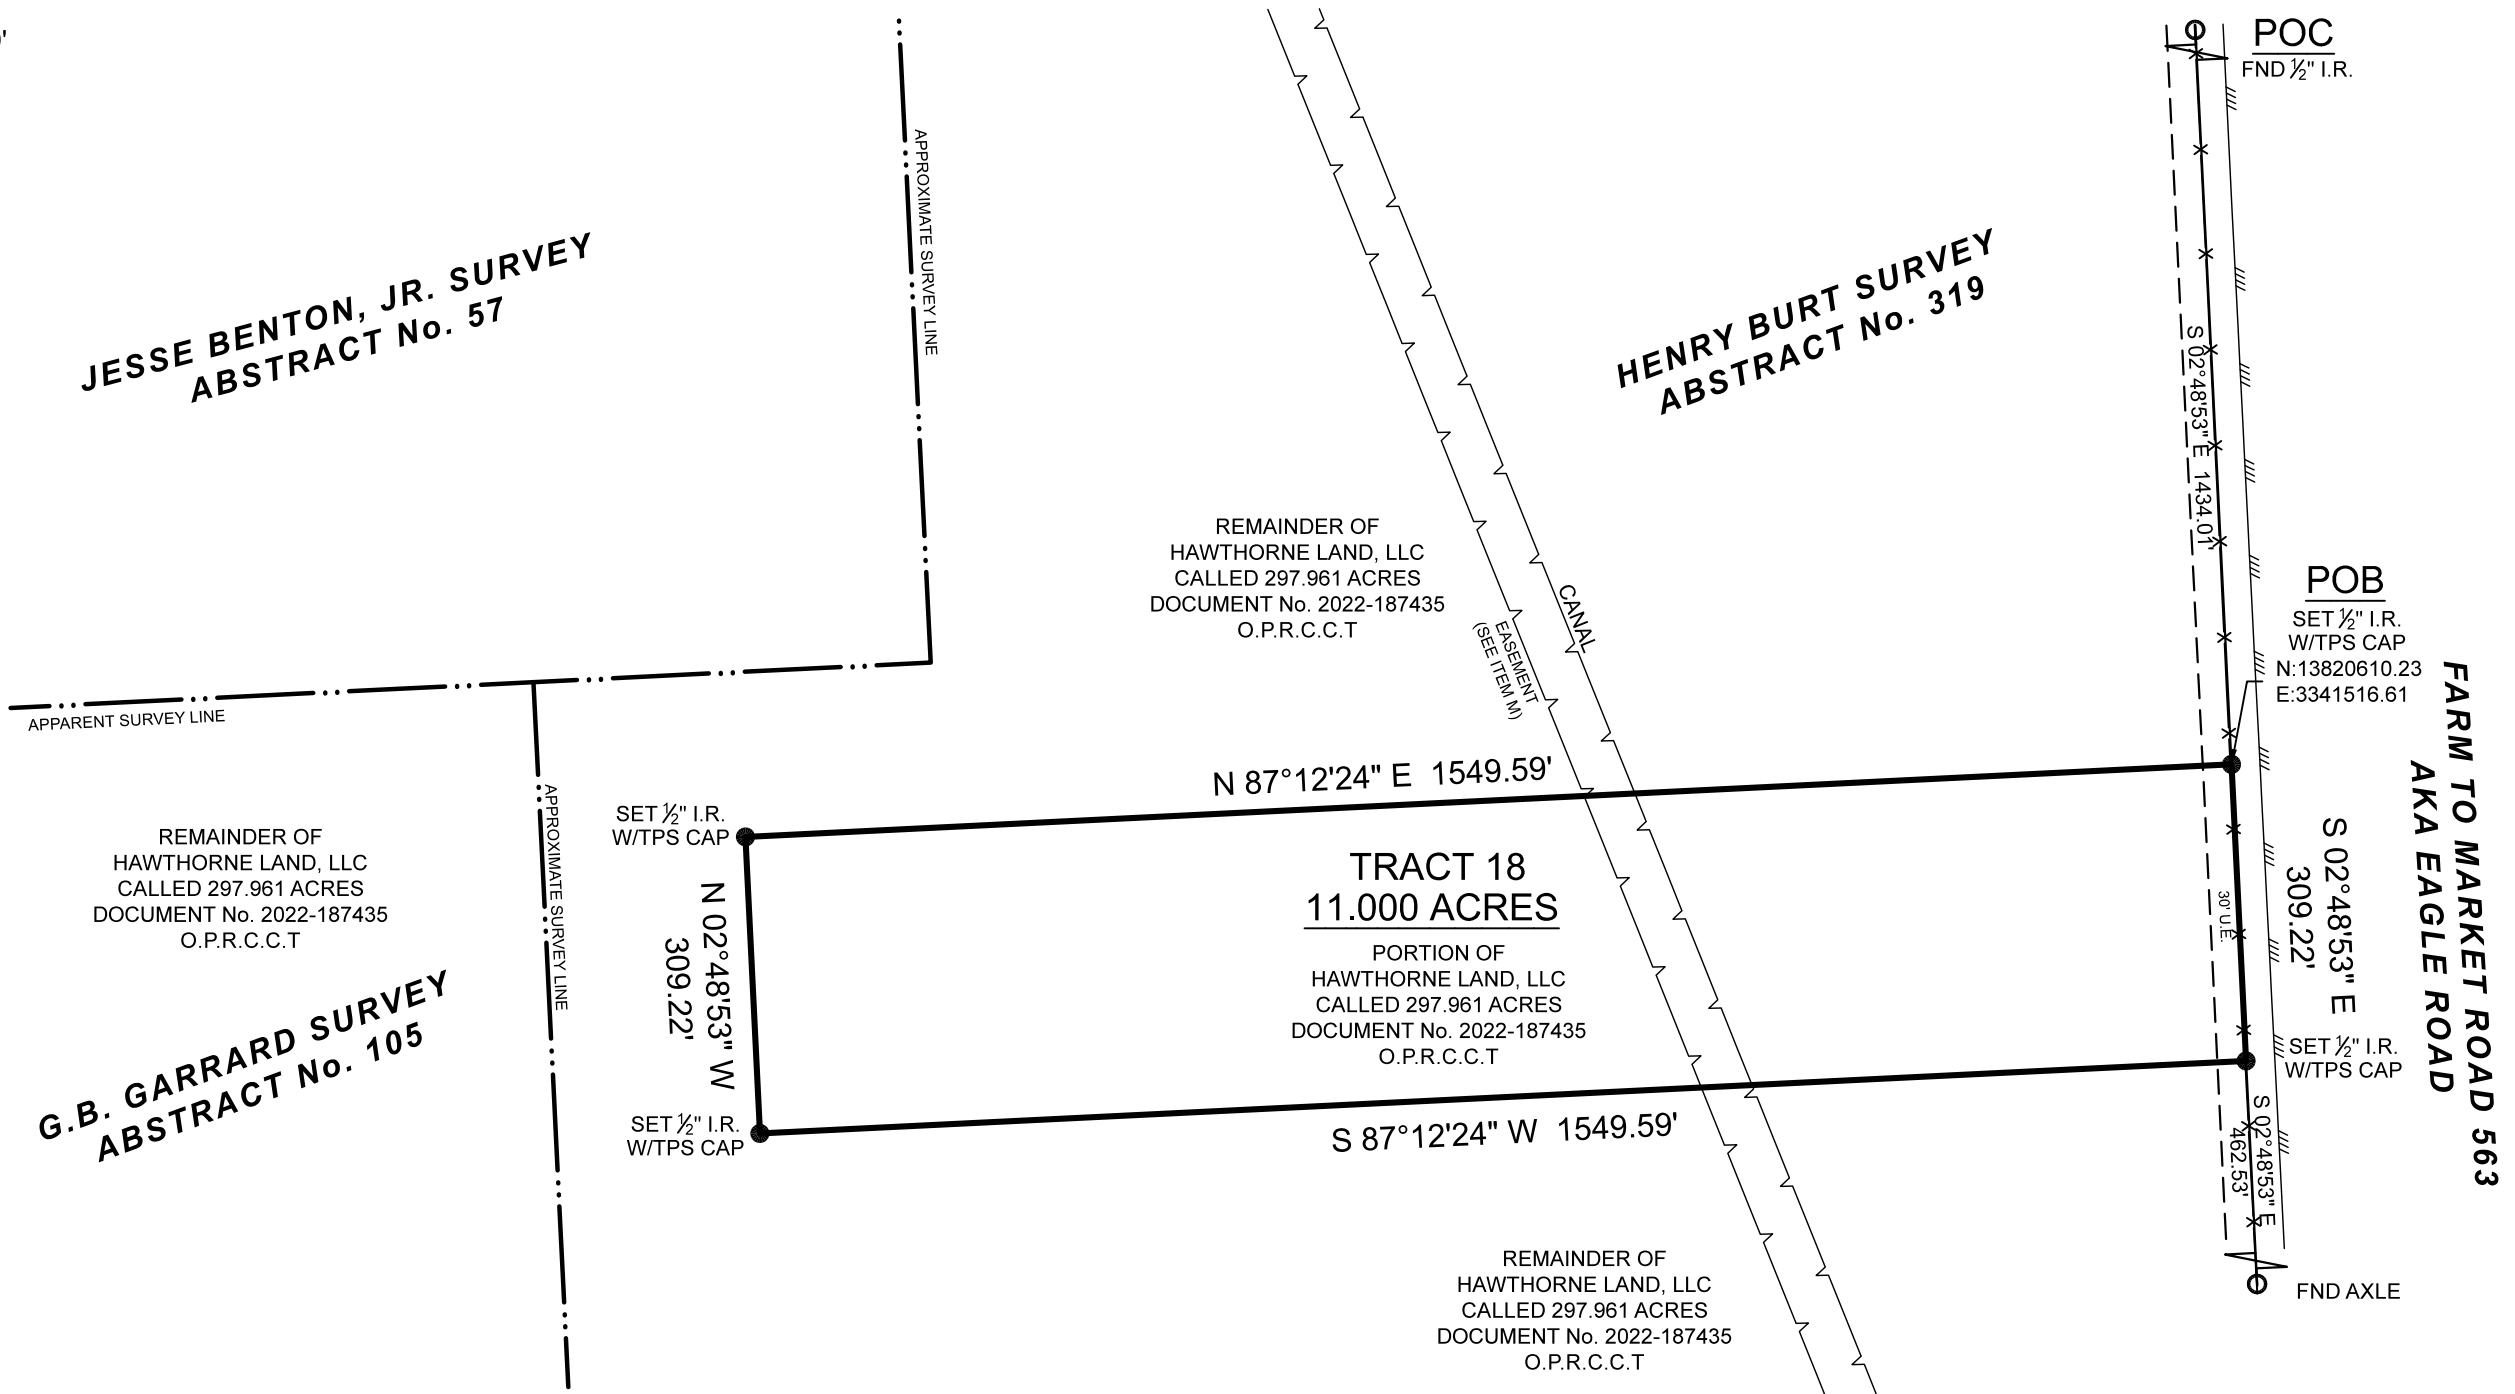 POC
FND ½" I.R.
APPROXIMATE SURVEY LINE
JESSE BENTON, JR. SURVEY
ABSTRACT No. 57
HENRY BURT SURVEY
ABSTRACT No. 319
S 02°48'53" E 1434.01'
REMAINDER OF
HAWTHORNE LAND, LLC
CALLED 297.961 ACRES
DOCUMENT No. 2022-187435
O.P.R.C.C.T
CANAL
EASEMENT
(SEE ITEM M)
POB
SET ½" I.R.
W/TPS CAP
N:13820610.23
E:3341516.61
FARM TO MARKET ROAD 563
AKA EAGLE ROAD
APPARENT SURVEY LINE
N 87°12'24" E 1549.59'
SET ½" I.R.
W/TPS CAP
APPROXIMATE SURVEY LINE
REMAINDER OF
HAWTHORNE LAND, LLC
CALLED 297.961 ACRES
DOCUMENT No. 2022-187435
O.P.R.C.C.T
TRACT 18
11.000 ACRES
PORTION OF
HAWTHORNE LAND, LLC
CALLED 297.961 ACRES
DOCUMENT No. 2022-187435
O.P.R.C.C.T
N 02°48'53" W
309.22'
30' U.E.
S 02°48'53" E
309.22'
G.B. GARRARD SURVEY
ABSTRACT No. 105
SET ½" I.R.
W/TPS CAP
SET ½" I.R.
W/TPS CAP
S 87°12'24" W 1549.59'
S 02°48'53" E
462.53'
REMAINDER OF
HAWTHORNE LAND, LLC
CALLED 297.961 ACRES
DOCUMENT No. 2022-187435
O.P.R.C.C.T
FND AXLE